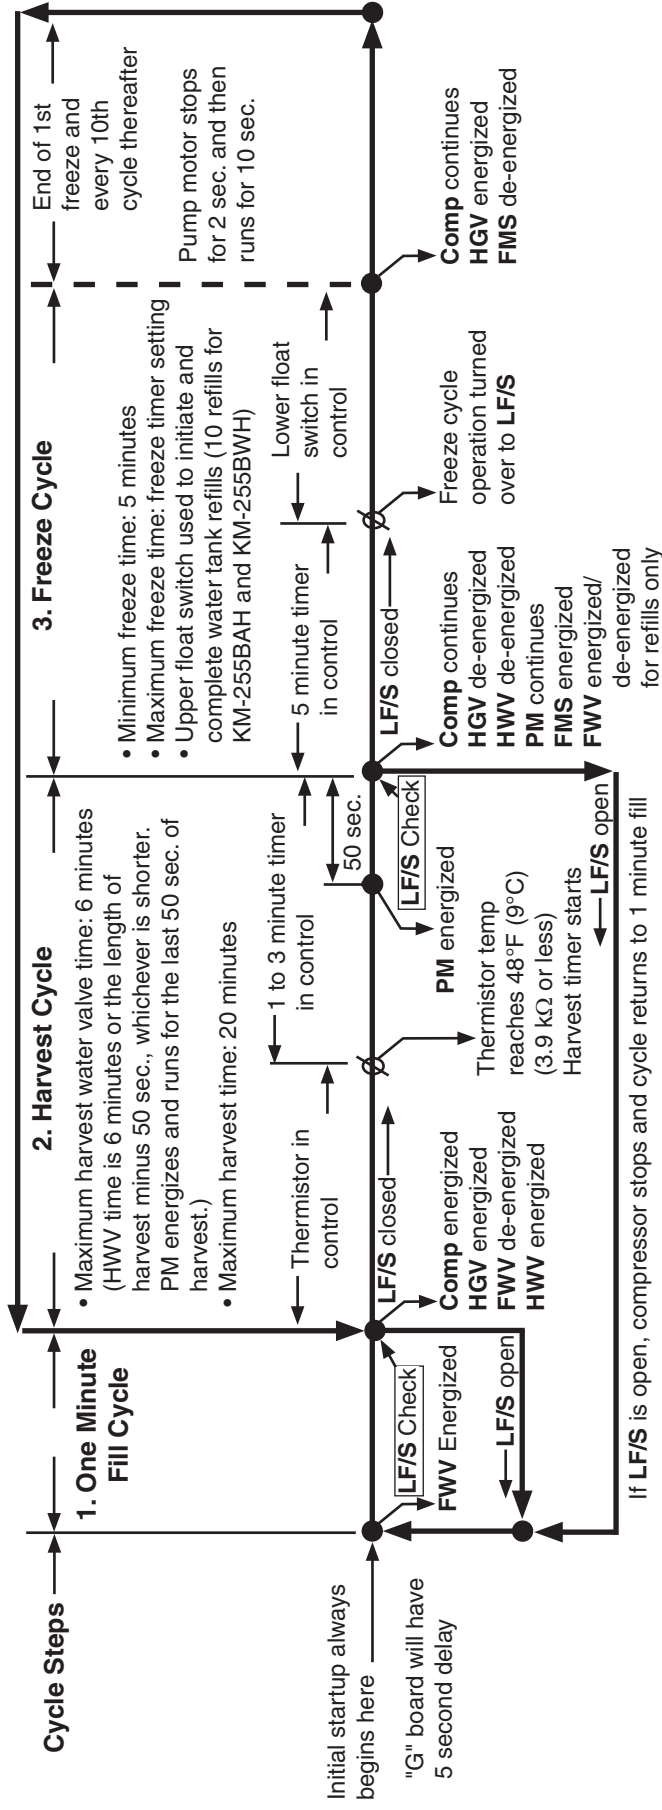 Cycle Steps
1. One Minute
Fill Cycle
2. Harvest Cycle
3. Freeze Cycle
End of 1st
freeze and
every 10th
cycle thereafter
• Maximum harvest water valve time: 6 minutes
(HWV time is 6 minutes or the length of
harvest minus 50 sec., whichever is shorter.
PM energizes and runs for the last 50 sec. of
harvest.)
• Maximum harvest time: 20 minutes
• Minimum freeze time: 5 minutes
• Maximum freeze time: freeze timer setting
• Upper float switch used to initiate and
complete water tank refills (10 refills for
KM-255BAH and KM-255BWH)
Pump motor stops
for 2 sec. and then
runs for 10 sec.
Thermistor in
control
1 to 3 minute timer
in control
50 sec.
5 minute timer
in control
Lower float
switch in
control
Initial startup always
begins here
"G" board will have
5 second delay
LF/S Check
FWV Energized
LF/S open
LF/S closed
Comp energized
HGV energized
FWV de-energized
HWV energized
Thermistor temp
reaches 48°F (9°C)
(3.9 kΩ or less)
Harvest timer starts
PM energized
LF/S Check
LF/S open
LF/S closed
Comp continues
HGV de-energized
HWV de-energized
PM continues
FMS energized
FWV energized/
de-energized
for refills only
Freeze cycle
operation turned
over to LF/S
Comp continues
HGV energized
FMS de-energized
If LF/S is open, compressor stops and cycle returns to 1 minute fill